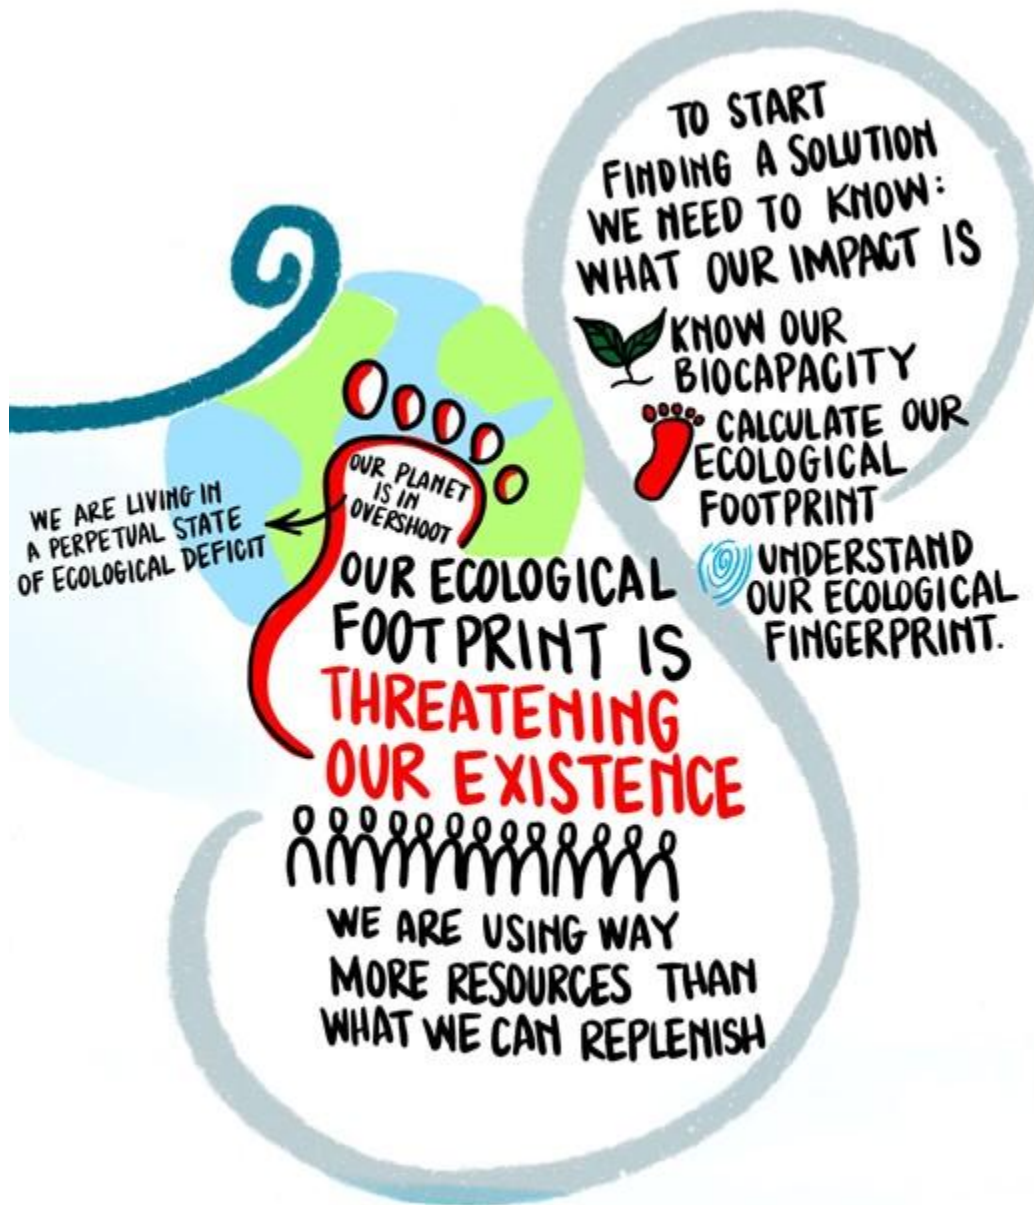 TO START
FINDING A SOLUTION
WE NEED TO KNOW:
WHAT OUR IMPACT IS
KNOW OUR
BIOCAPACITY
CALCULATE OUR
ECOLOGICAL
FOOTPRINT
UNDERSTAND
OUR ECOLOGICAL
FINGERPRINT.
OUR PLANET
IS IN
OVERSHOOT
WE ARE LIVING IN
A PERPETUAL STATE
OF ECOLOGICAL DEFICIT
OUR ECOLOGICAL
FOOTPRINT IS
THREATENING
OUR EXISTENCE
WE ARE USING WAY
MORE RESOURCES THAN
WHAT WE CAN REPLENISH